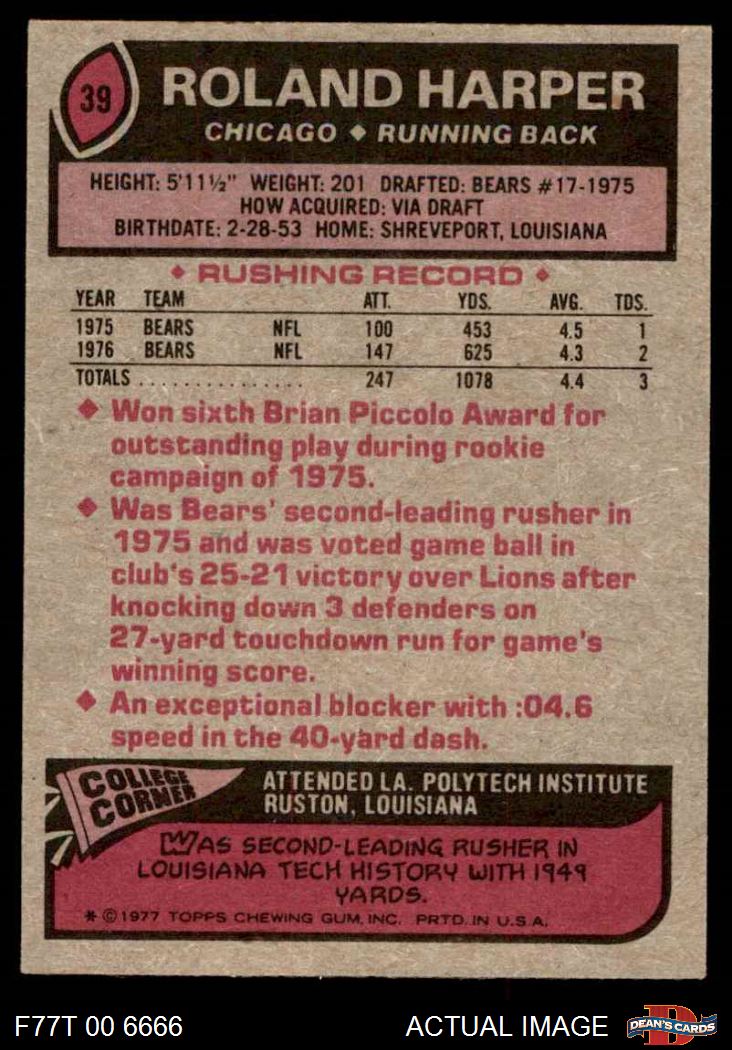 39
ROLAND HARPER
CHICAGO ◆ RUNNING BACK
HEIGHT: 5'11½" WEIGHT: 201 DRAFTED: BEARS #17-1975
HOW ACQUIRED: VIA DRAFT
BIRTHDATE: 2-28-53 HOME: SHREVEPORT, LOUISIANA
◆ RUSHING RECORD ◆
YEAR TEAM ATT. YDS. AVG. TDS.
1975 BEARS NFL 100 453 4.5 1
1976 BEARS NFL 147 625 4.3 2
TOTALS . . . . . . . . . . . . . . . 247 1078 4.4 3
◆ Won sixth Brian Piccolo Award for
outstanding play during rookie
campaign of 1975.
◆ Was Bears' second-leading rusher in
1975 and was voted game ball in
club's 25-21 victory over Lions after
knocking down 3 defenders on
27-yard touchdown run for game's
winning score.
◆ An exceptional blocker with :04.6
speed in the 40-yard dash.
COLLEGE
CORNER
ATTENDED LA. POLYTECH INSTITUTE
RUSTON, LOUISIANA
WAS SECOND-LEADING RUSHER IN
LOUISIANA TECH HISTORY WITH 1949
YARDS.
* © 1977 TOPPS CHEWING GUM, INC. PRTD. IN U.S.A.
F77T 00 6666
ACTUAL IMAGE
D
DEAN'S CARDS